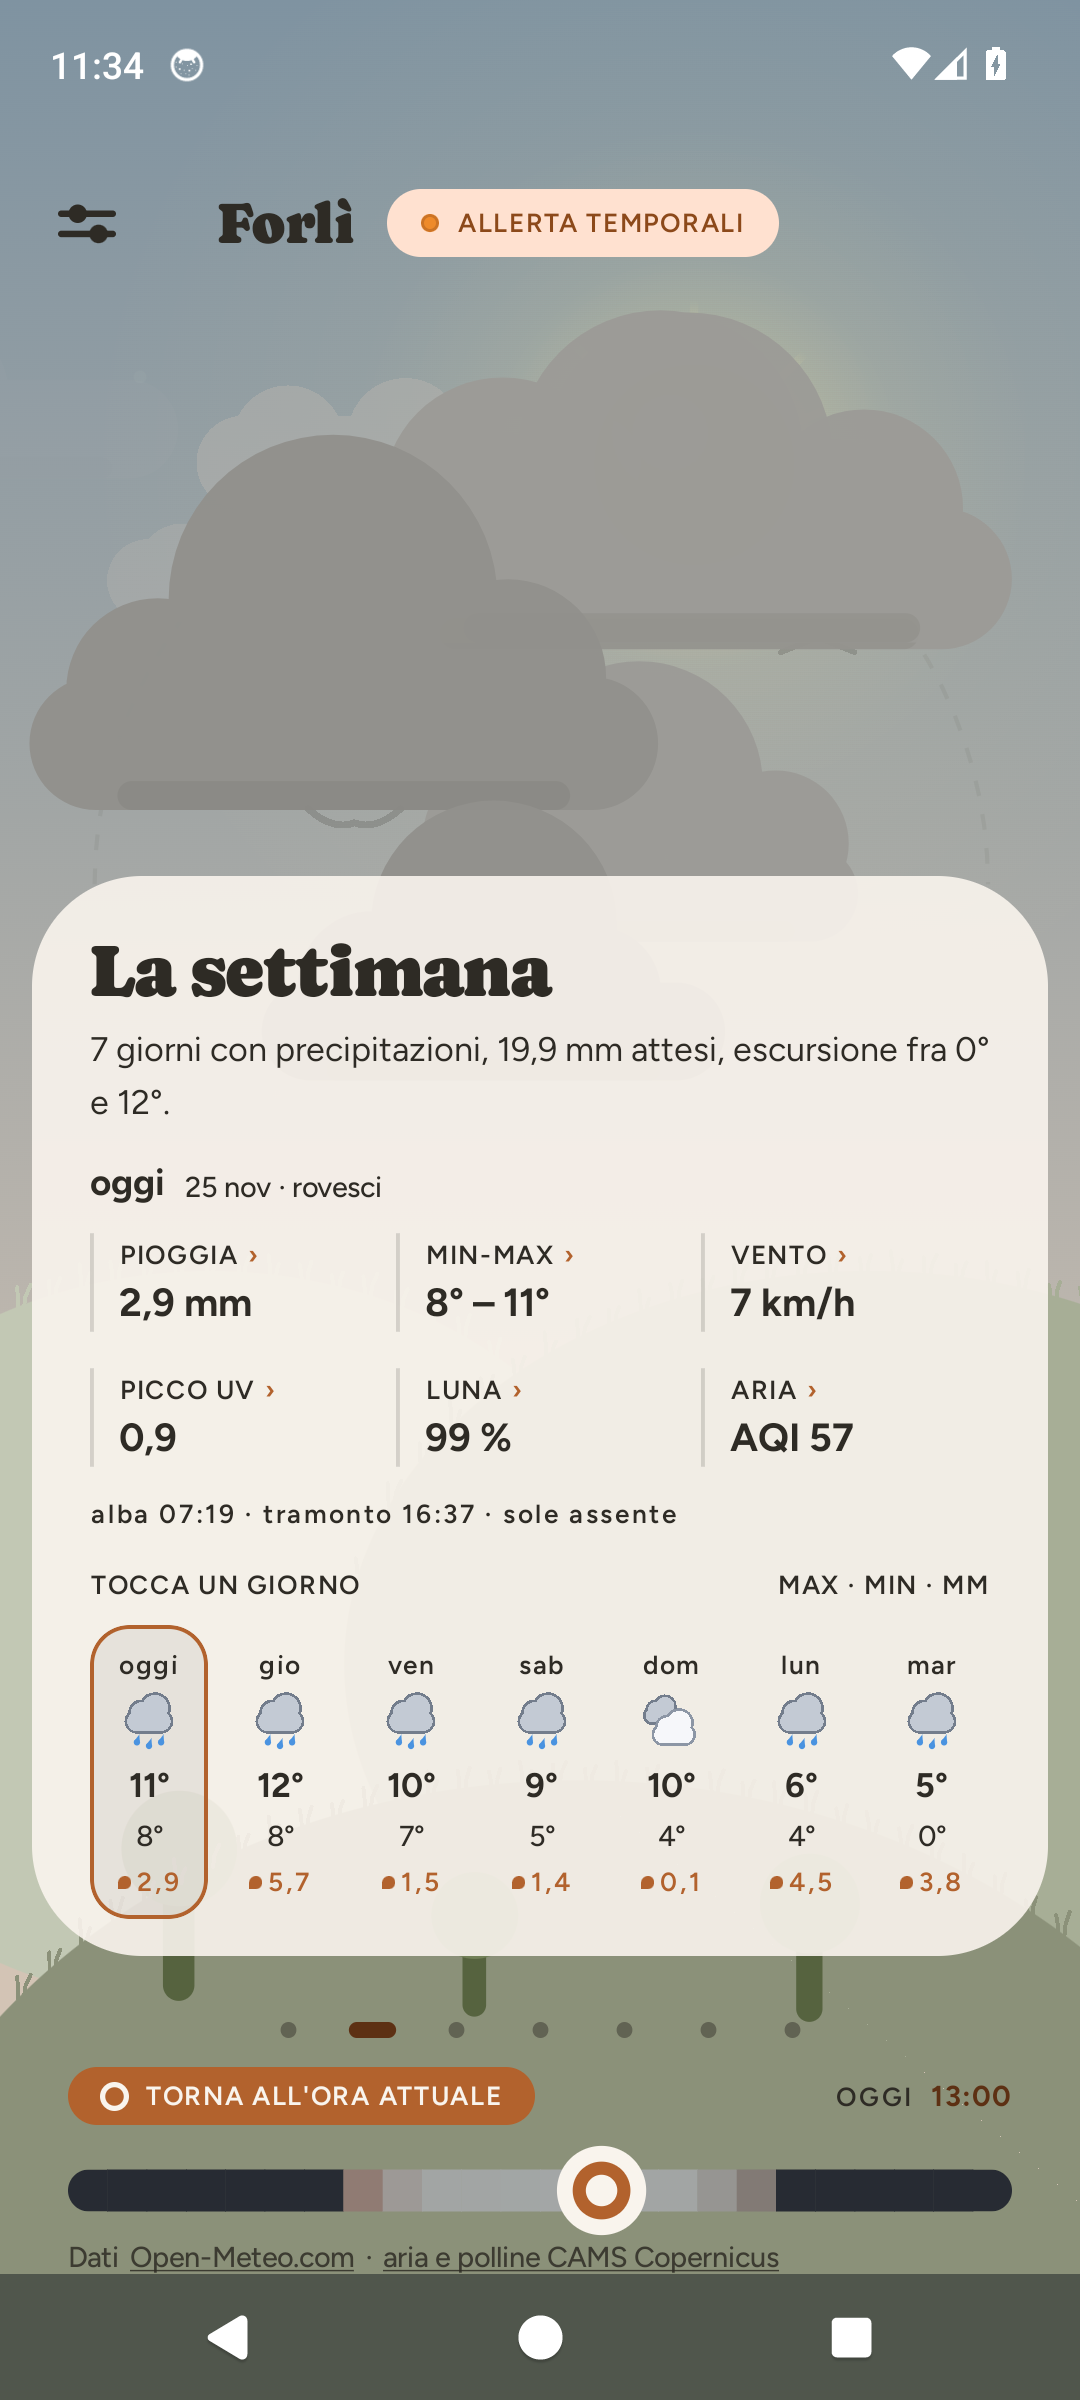 11:34
Forlì
ALLERTA TEMPORALI
La settimana
7 giorni con precipitazioni, 19,9 mm attesi, escursione fra 0°
e 12°.
oggi 25 nov · rovesci
PIOGGIA › MIN-MAX › VENTO ›
2,9 mm 8° – 11° 7 km/h
PICCO UV › LUNA › ARIA ›
0,9 99 % AQI 57
alba 07:19 · tramonto 16:37 · sole assente
TOCCA UN GIORNO MAX · MIN · MM
oggi gio ven sab dom lun mar
11° 12° 10° 9° 10° 6° 5°
8° 8° 7° 5° 4° 4° 0°
2,9 5,7 1,5 1,4 0,1 4,5 3,8
TORNA ALL'ORA ATTUALE OGGI 13:00
Dati Open-Meteo.com · aria e polline CAMS Copernicus